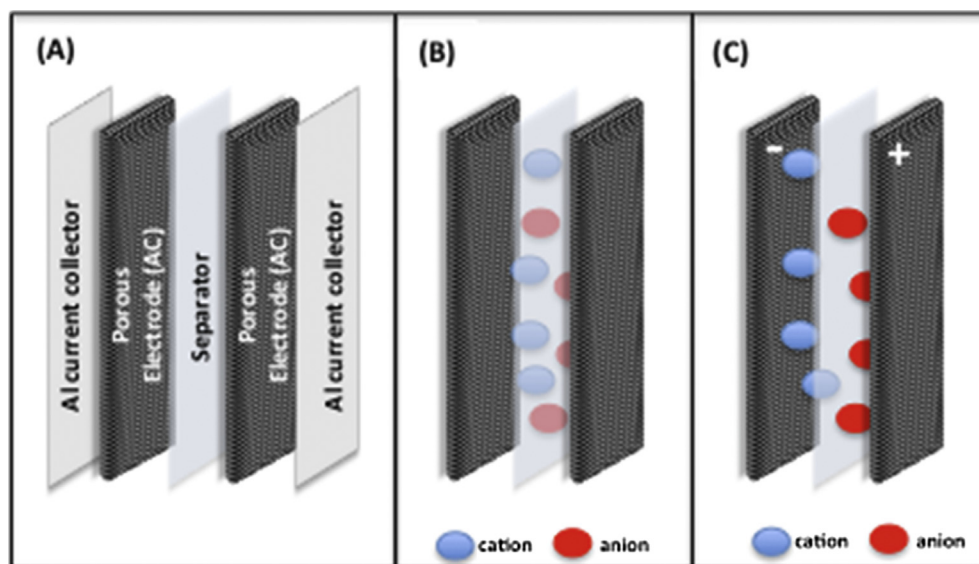 (A)
Al current collector
Porous
Electrode (AC)
Separator
Porous
Electrode (AC)
Al current collector
(B)
cation anion
(C)
- +
cation anion